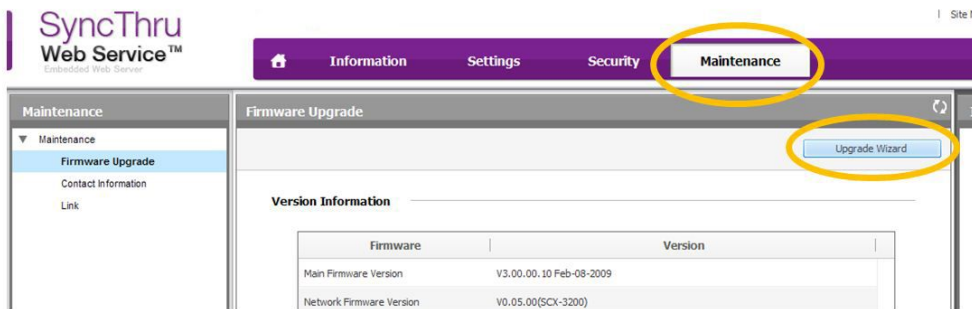 | Site
SyncThru
Web Service™
Embedded Web Server
Information Settings Security Maintenance
Maintenance
Firmware Upgrade
Maintenance
Firmware Upgrade
Contact Information
Link
Upgrade Wizard
Version Information
Firmware Version
Main Firmware Version V3.00.00.10 Feb-08-2009
Network Firmware Version V0.05.00(SCX-3200)